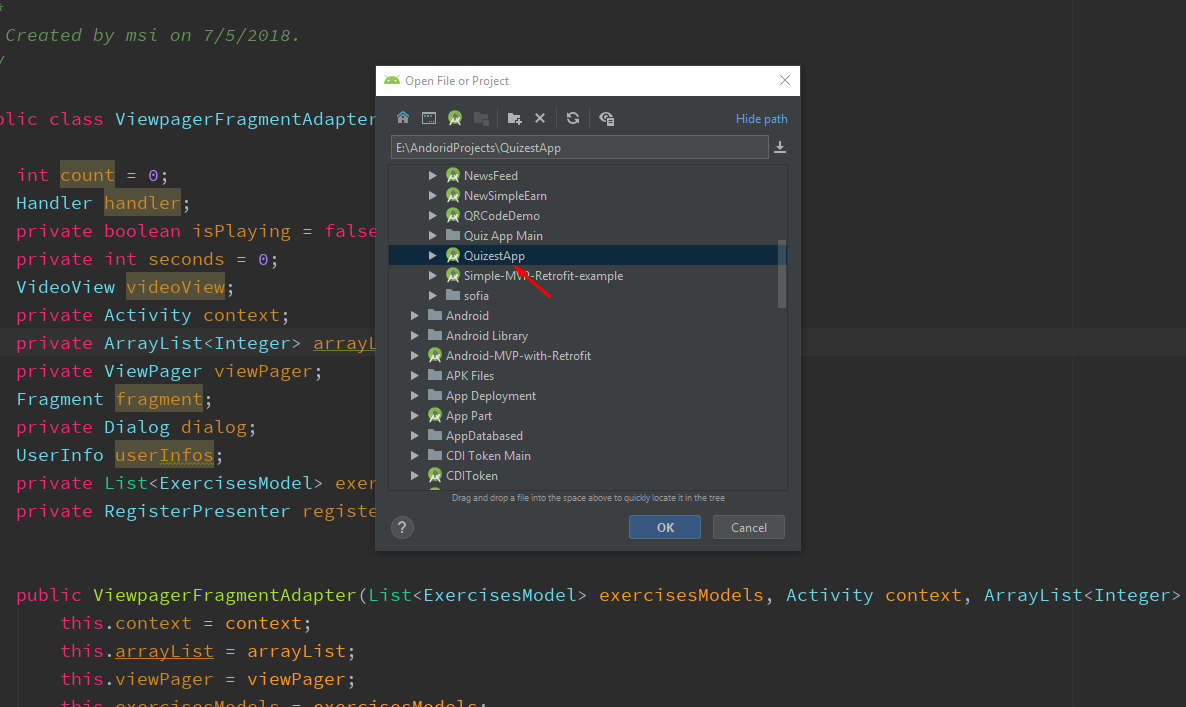 *
Created by msi on 7/5/2018.
/
class ViewpagerFragmentAdapter
int count = 0;
Handler handler;
private boolean isPlaying = false
private int seconds = 0;
VideoView videoView;
private Activity context;
private ArrayList<Integer> arrayL
private ViewPager viewPager;
Fragment fragment;
private Dialog dialog;
UserInfo userInfos;
private List<ExercisesModel> exer
private RegisterPresenter registe
public ViewpagerFragmentAdapter(List<ExercisesModel> exercisesModels, Activity context, ArrayList<Integer>
this.context = context;
this.arrayList = arrayList;
this.viewPager = viewPager;
this.exercisesModels = exercisesModels;
Open File or Project
Hide path
E:\AndoridProjects\QuizestApp
NewsFeed
NewSimpleEarn
QRCodeDemo
Quiz App Main
QuizestApp
Simple-MVP-Retrofit-example
sofia
Android
Android Library
Android-MVP-with-Retrofit
APK Files
App Deployment
App Part
AppDatabased
CDI Token Main
CDIToken
Drag and drop a file into the space above to quickly locate it in the tree
?
OK
Cancel